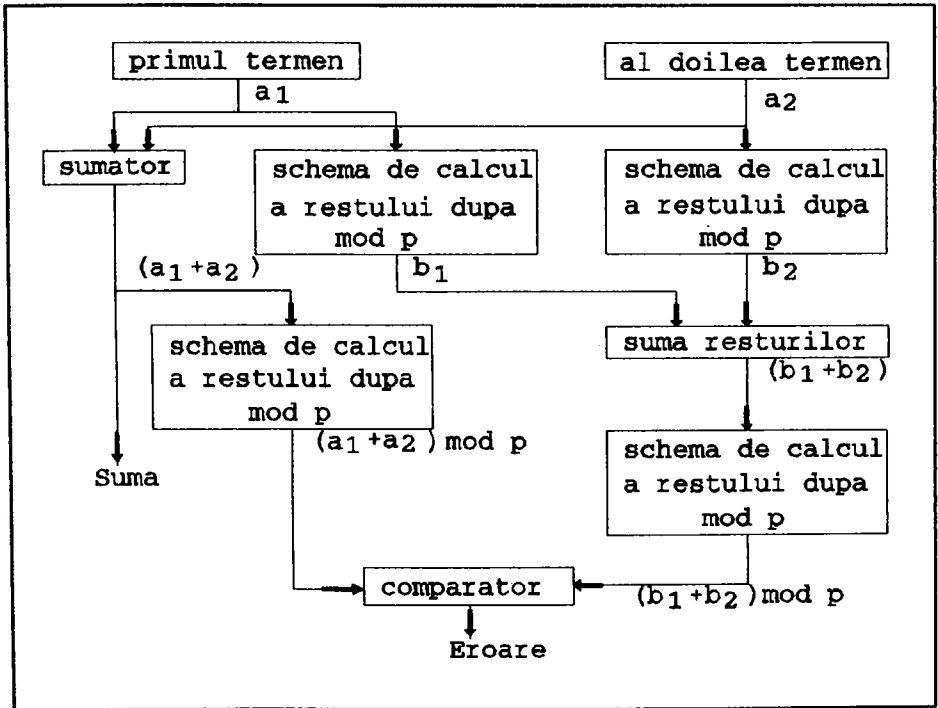 primul termen
al doilea termen
a1
a2
sumator
schema de calcul
a restului dupa
mod p
schema de calcul
a restului dupa
mod p
(a1+a2)
b1
b2
schema de calcul
a restului dupa
mod p
suma resturilor
(b1+b2)
(a1+a2) mod p
Suma
schema de calcul
a restului dupa
mod p
comparator
(b1+b2) mod p
Eroare